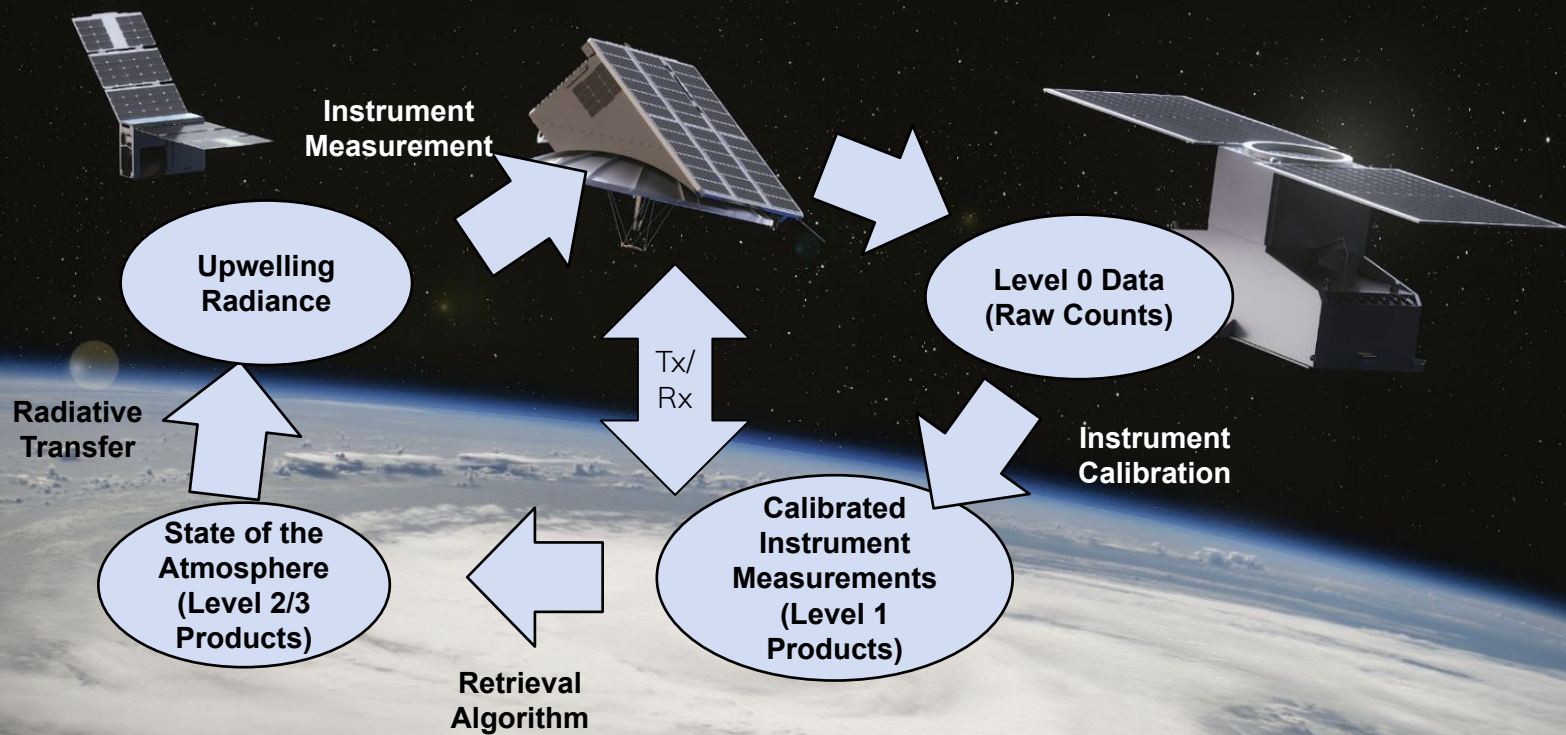 Instrument
Measurement
Upwelling
Radiance
Level 0 Data
(Raw Counts)
Tx/
Rx
Radiative
Transfer
Instrument
Calibration
State of the
Atmosphere
(Level 2/3
Products)
Calibrated
Instrument
Measurements
(Level 1
Products)
Retrieval
Algorithm